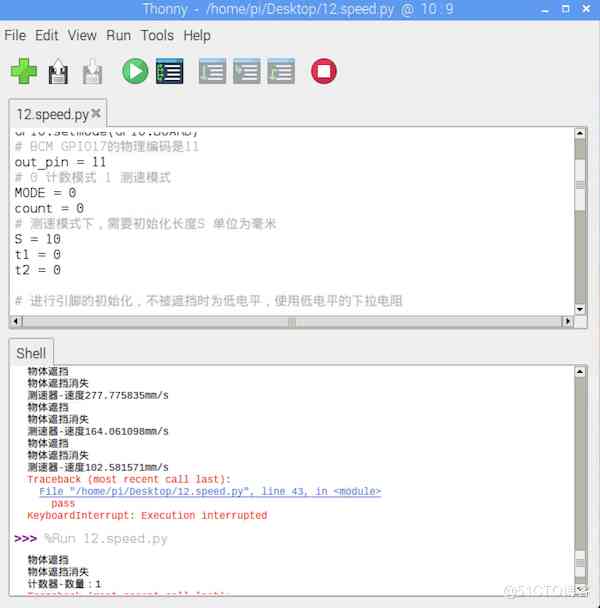 Thonny - /home/pi/Desktop/12.speed.py @ 10:9
File Edit View Run Tools Help
12.speed.py
GPIO.setmode(GPIO.BOARD)
# BCM GPIO17的物理编码是11
out_pin = 11
# 0 计数模式 1 测速模式
MODE = 0
count = 0
# 测速模式下，需要初始化长度S 单位为毫米
S = 10
t1 = 0
t2 = 0
# 进行引脚的初始化，不被遮挡时为低电平，使用低电平的下拉电阻
Shell
物体遮挡
物体遮挡消失
测速器-速度277.775835mm/s
物体遮挡
物体遮挡消失
测速器-速度164.061098mm/s
物体遮挡
物体遮挡消失
测速器-速度102.581571mm/s
Traceback (most recent call last):
File "/home/pi/Desktop/12.speed.py", line 43, in <module>
pass
KeyboardInterrupt: Execution interrupted
>>> %Run 12.speed.py
物体遮挡
物体遮挡消失
计数器-数量：1
Traceback (most recent call last):
@51CTO博客